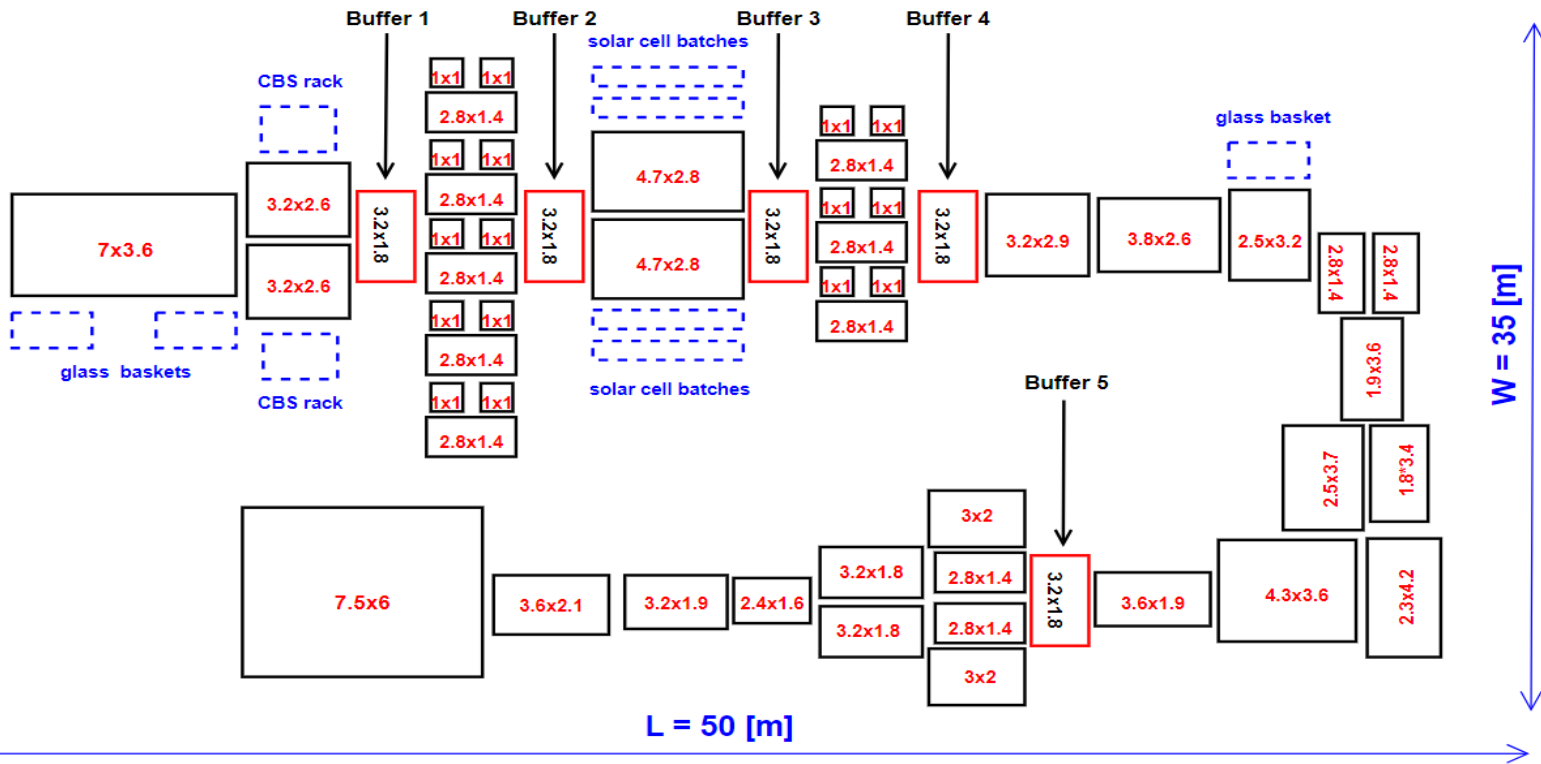 Buffer 1
Buffer 2
Buffer 3
Buffer 4
solar cell batches
CBS rack
glass basket
1x1 1x1
2.8x1.4
1x1 1x1
2.8x1.4
1x1 1x1
2.8x1.4
1x1 1x1
2.8x1.4
1x1 1x1
2.8x1.4
7x3.6
3.2x2.6
3.2x2.6
3.2x1.8
3.2x1.8
4.7x2.8
4.7x2.8
3.2x1.8
1x1 1x1
2.8x1.4
1x1 1x1
2.8x1.4
1x1 1x1
2.8x1.4
3.2x1.8
3.2x2.9
3.8x2.6
2.5x3.2
2.8x1.4
2.8x1.4
1.9x3.6
2.5x3.7
1.8*3.4
glass baskets
CBS rack
solar cell batches
Buffer 5
W = 35 [m]
7.5x6
3.6x2.1
3.2x1.9
2.4x1.6
3.2x1.8
3.2x1.8
3x2
2.8x1.4
2.8x1.4
3x2
3.2x1.8
3.6x1.9
4.3x3.6
2.3x4.2
L = 50 [m]